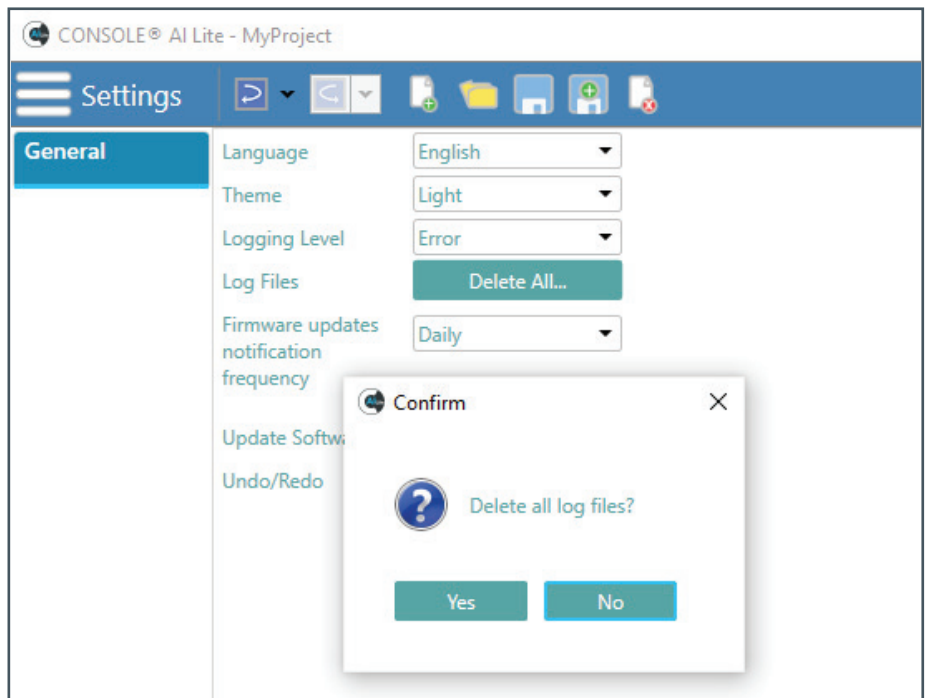 CONSOLE® AI Lite - MyProject
Settings
General
Language
English
Theme
Light
Logging Level
Error
Log Files
Delete All...
Firmware updates
notification
frequency
Daily
Confirm
Update Softwa
Undo/Redo
Delete all log files?
Yes
No